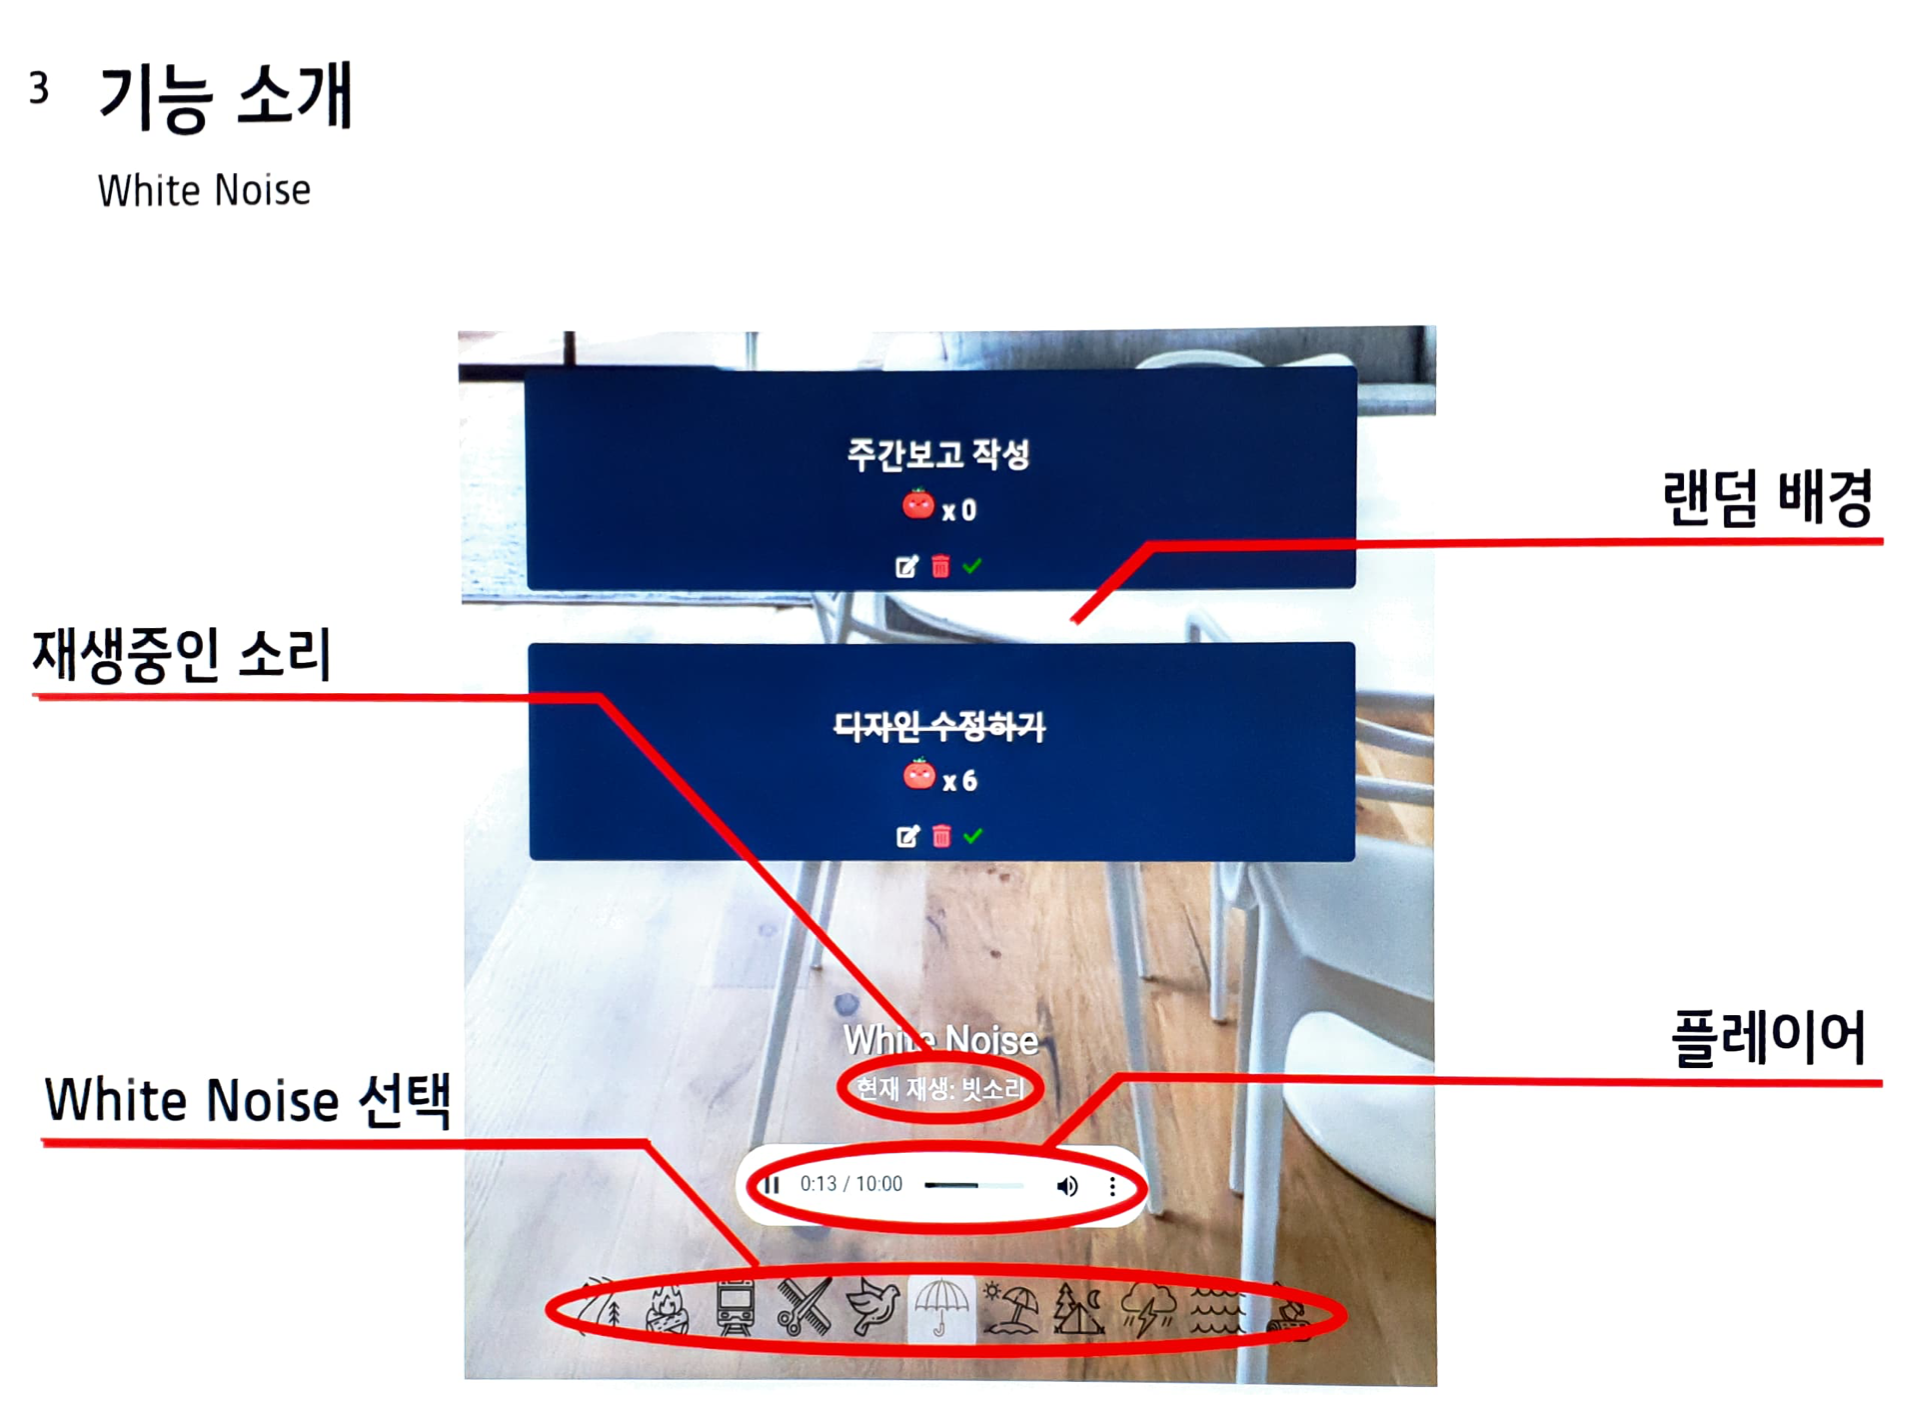 3 기능 소개
White Noise
주간보고 작성
x 0
랜덤 배경
재생중인 소리
디자인 수정하기
x 6
White Noise
플레이어
현재 재생: 빗소리
White Noise 선택
0:13 / 10:00